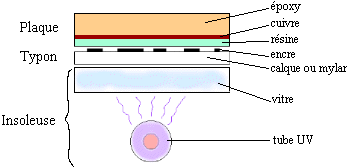 époxy
Plaque
cuivre
résine
encre
Typon
calque ou mylar
vitre
Insoleuse
tube UV